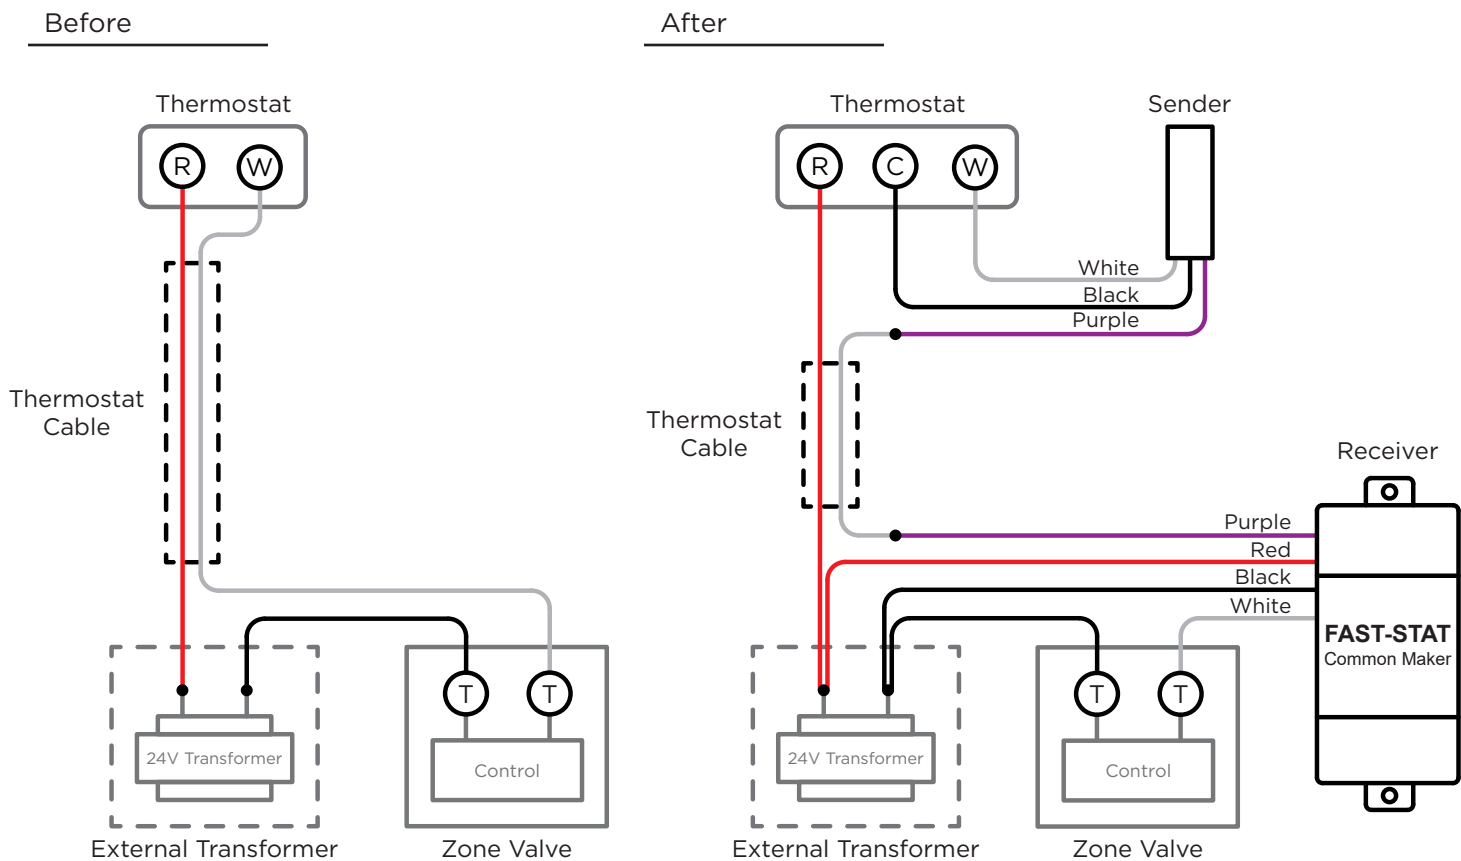 Before
Thermostat
R
W
Thermostat
Cable
24V Transformer
T
T
Control
External Transformer
Zone Valve
After
Thermostat
Sender
R
C
W
White
Black
Purple
Thermostat
Cable
Receiver
Purple
Red
Black
White
FAST-STAT
Common Maker
24V Transformer
T
T
Control
External Transformer
Zone Valve